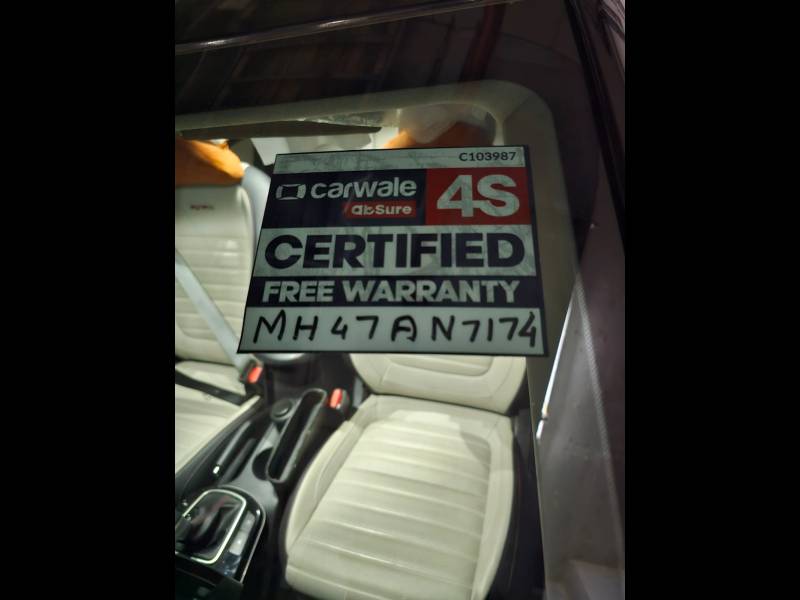 C103987
carwale
abSure
4S
CERTIFIED
FREE WARRANTY
MH47AN7174